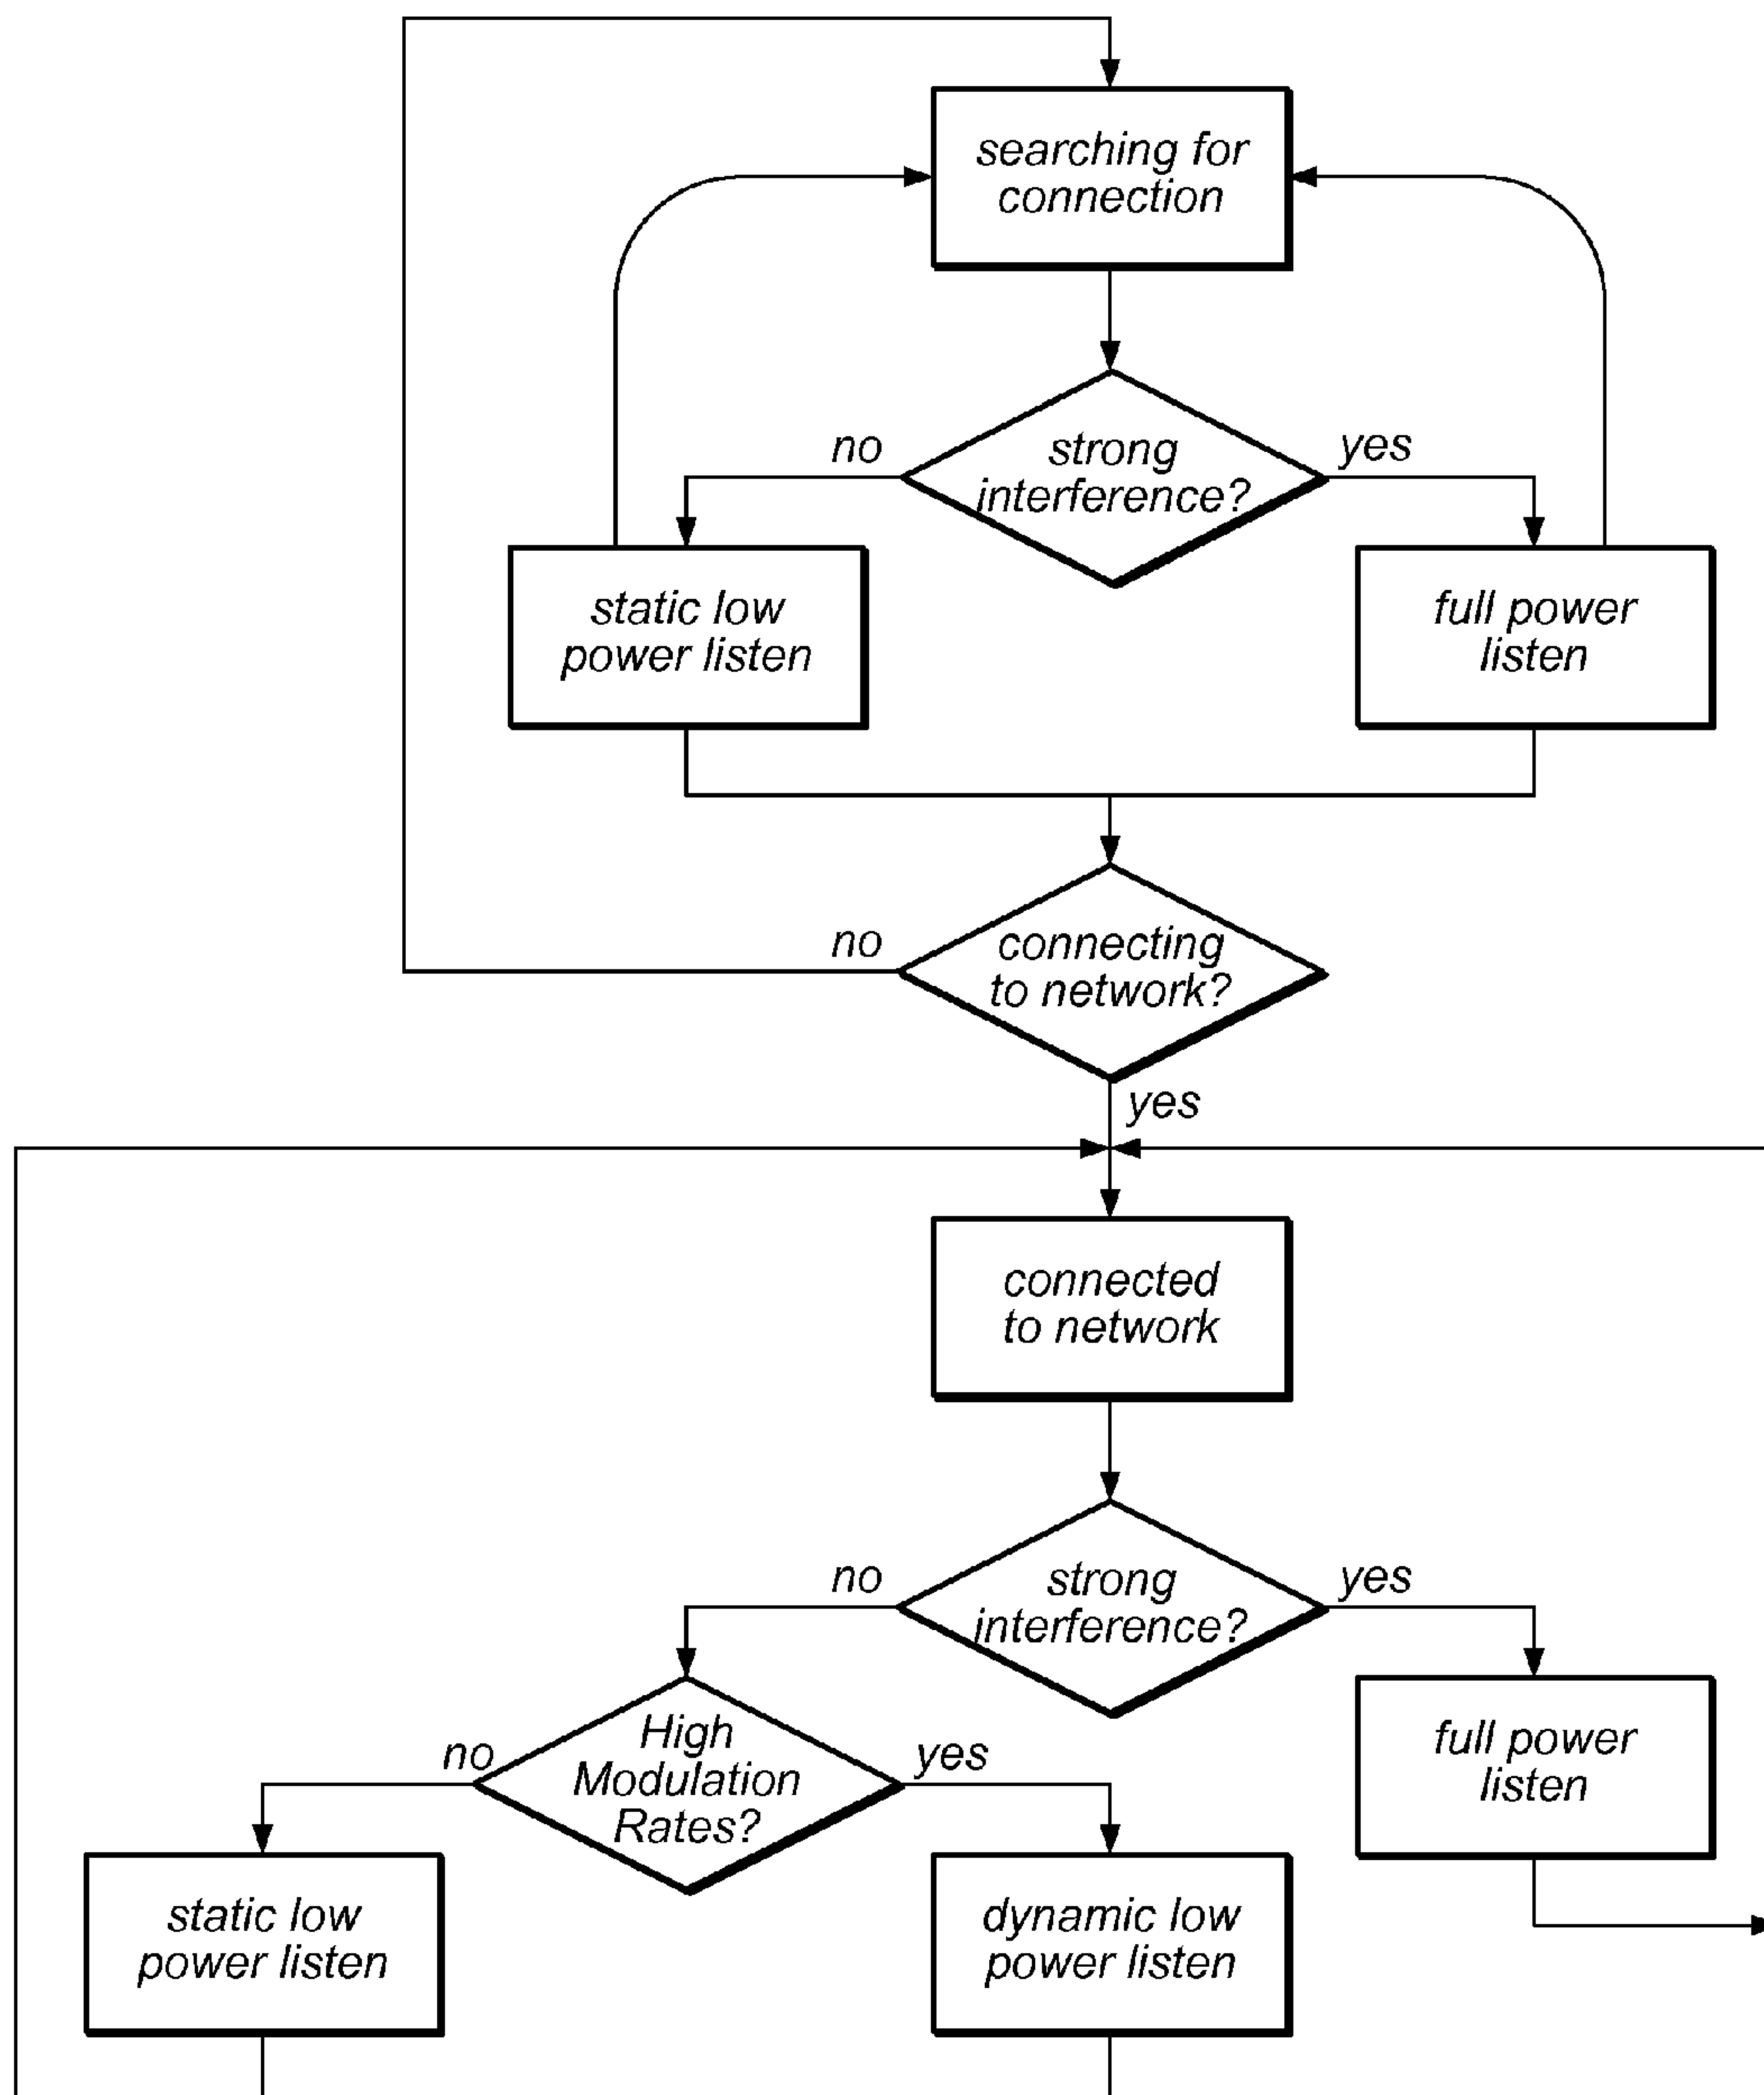 searching for
connection
no
strong
interference?
yes
static low
power listen
full power
listen
no
connecting
to network?
yes
connected
to network
no
strong
interference?
yes
no
High
Modulation
Rates?
yes
full power
listen
static low
power listen
dynamic low
power listen